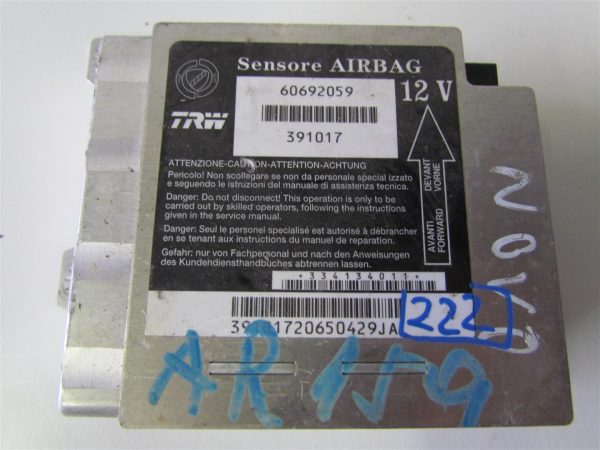 Sensore AIRBAG
60692059
12 V
TRW
391017
ATTENZIONE-CAUTION-ATTENTION-ACHTUNG
Pericolo! Non scollegare se non da personale special izzato
e seguendo le istruzioni del manuale di assistenza tecnica.
Danger: Do not disconnect! This operation is only to be
carried out by skilled operators, following the instructions
given in the service manual.
Danger: Seul le personel spécialisé est autorisé à débrancher
en se tenant aux instructions du manuel de reparation.
Gefahr: nur von Fachpersonal und nach den Anweisungen
des Kundendiensthandbuches abtrennen lassen.
AVANTI DEVANT
FORWARD VORNE
*334134011*
1720650429JA
222
AR 159